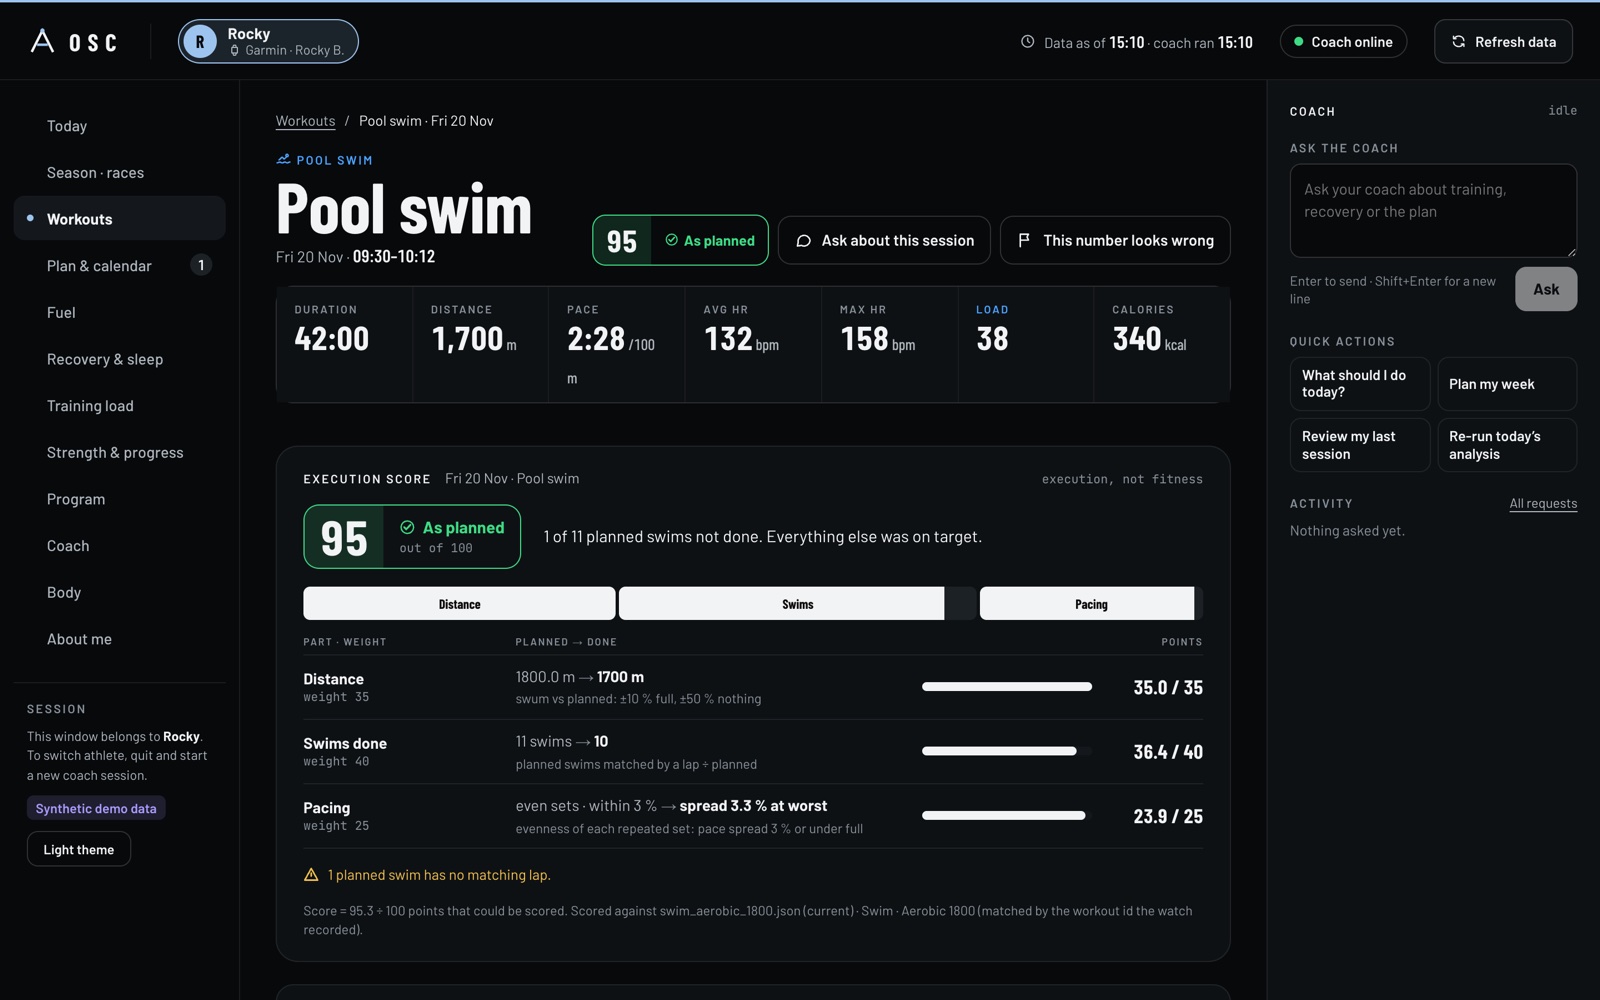 A OSC
R
Rocky
Garmin · Rocky B.
Data as of 15:10 · coach ran 15:10
Coach online
Refresh data
Today
Season · races
Workouts
Plan & calendar
1
Fuel
Recovery & sleep
Training load
Strength & progress
Program
Coach
Body
About me
SESSION
This window belongs to Rocky.
To switch athlete, quit and start
a new coach session.
Synthetic demo data
Light theme
Workouts / Pool swim · Fri 20 Nov
POOL SWIM
Pool swim
Fri 20 Nov · 09:30–10:12
95 As planned
Ask about this session
This number looks wrong
DURATION
42:00
DISTANCE
1,700 m
PACE
2:28 /100
m
AVG HR
132 bpm
MAX HR
158 bpm
LOAD
38
CALORIES
340 kcal
EXECUTION SCORE Fri 20 Nov · Pool swim
execution, not fitness
95
As planned
out of 100
1 of 11 planned swims not done. Everything else was on target.
Distance
Swims
Pacing
PART · WEIGHT
PLANNED → DONE
POINTS
Distance
weight 35
1800.0 m → 1700 m
swum vs planned: ±10 % full, ±50 % nothing
35.0 / 35
Swims done
weight 40
11 swims → 10
planned swims matched by a lap ÷ planned
36.4 / 40
Pacing
weight 25
even sets · within 3 % → spread 3.3 % at worst
evenness of each repeated set: pace spread 3 % or under full
23.9 / 25
1 planned swim has no matching lap.
Score = 95.3 ÷ 100 points that could be scored. Scored against swim_aerobic_1800.json (current) · Swim · Aerobic 1800 (matched by the workout id the watch
recorded).
COACH
idle
ASK THE COACH
Ask your coach about training,
recovery or the plan
Enter to send · Shift+Enter for a new
line
Ask
QUICK ACTIONS
What should I do
today?
Plan my week
Review my last
session
Re-run today's
analysis
ACTIVITY
All requests
Nothing asked yet.